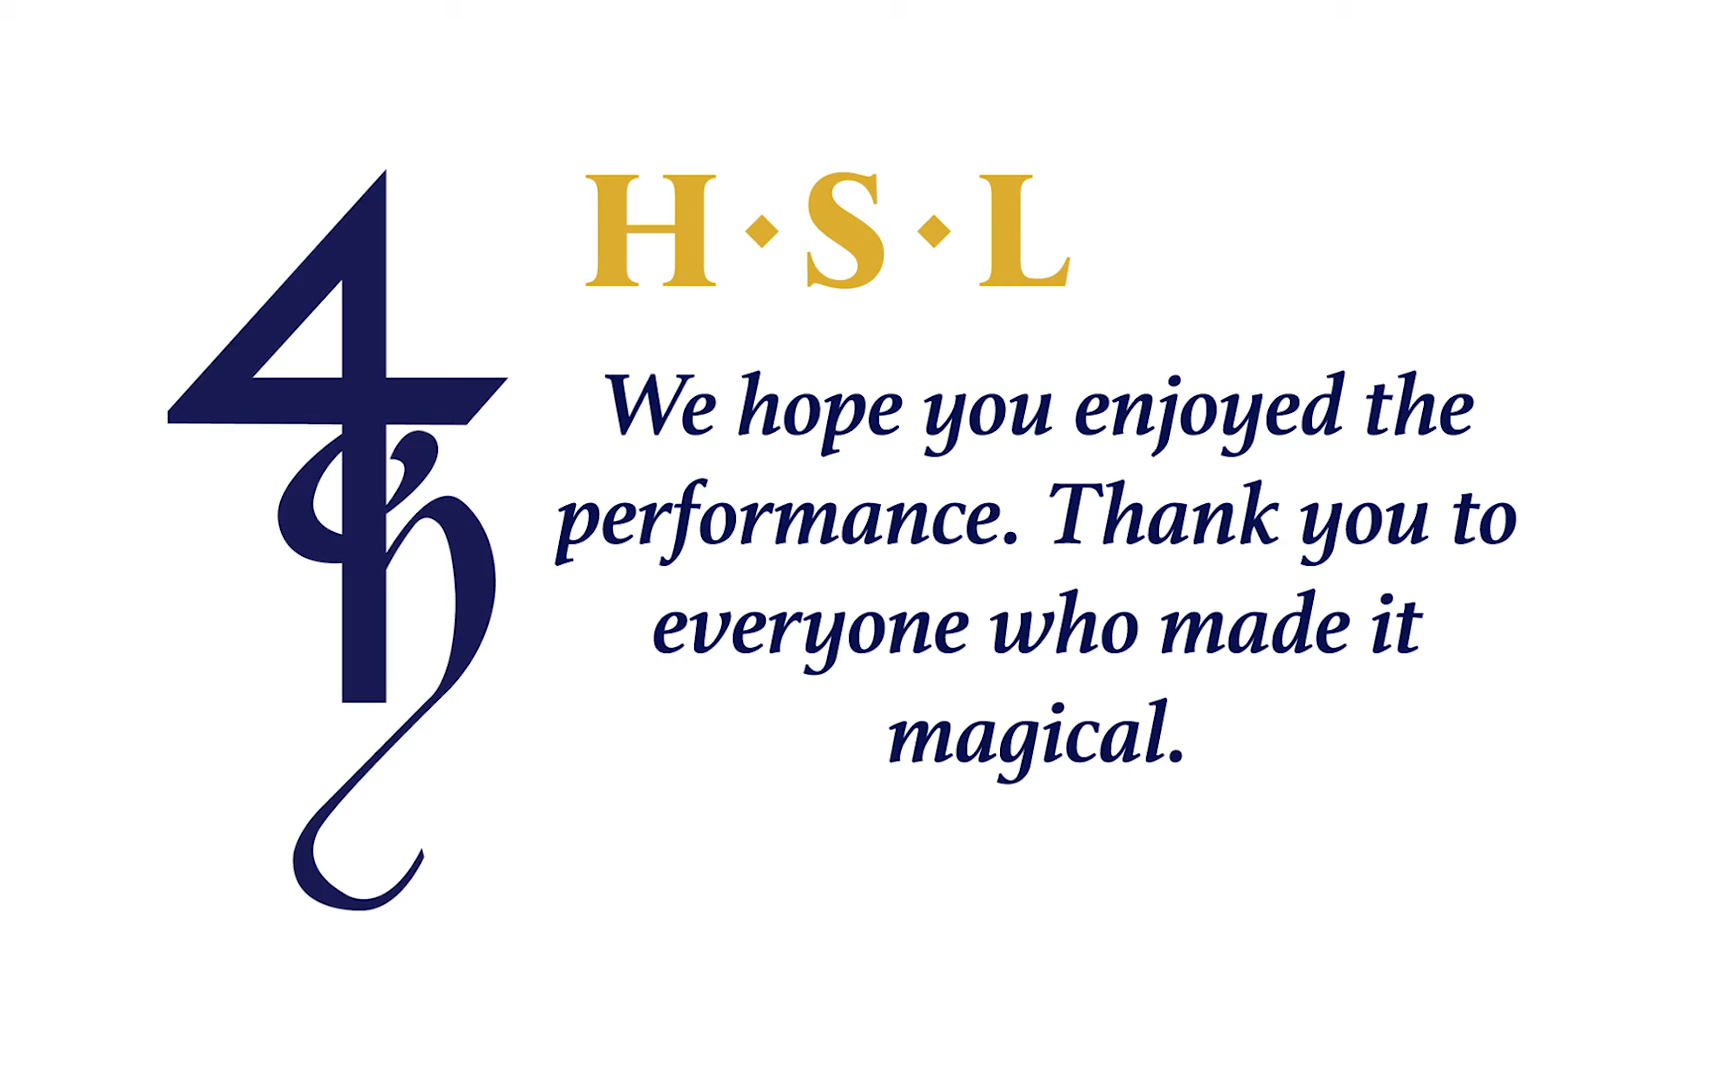 H·S·L
We hope you enjoyed the
performance. Thank you to
everyone who made it
magical.